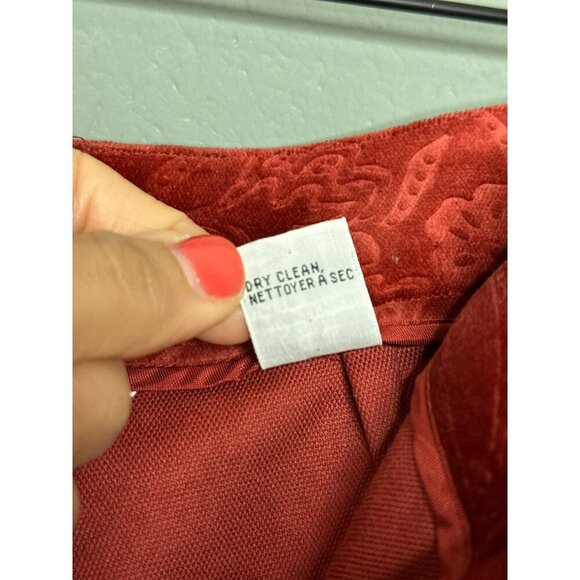 DRY CLEAN,
NETTOYER À SEC